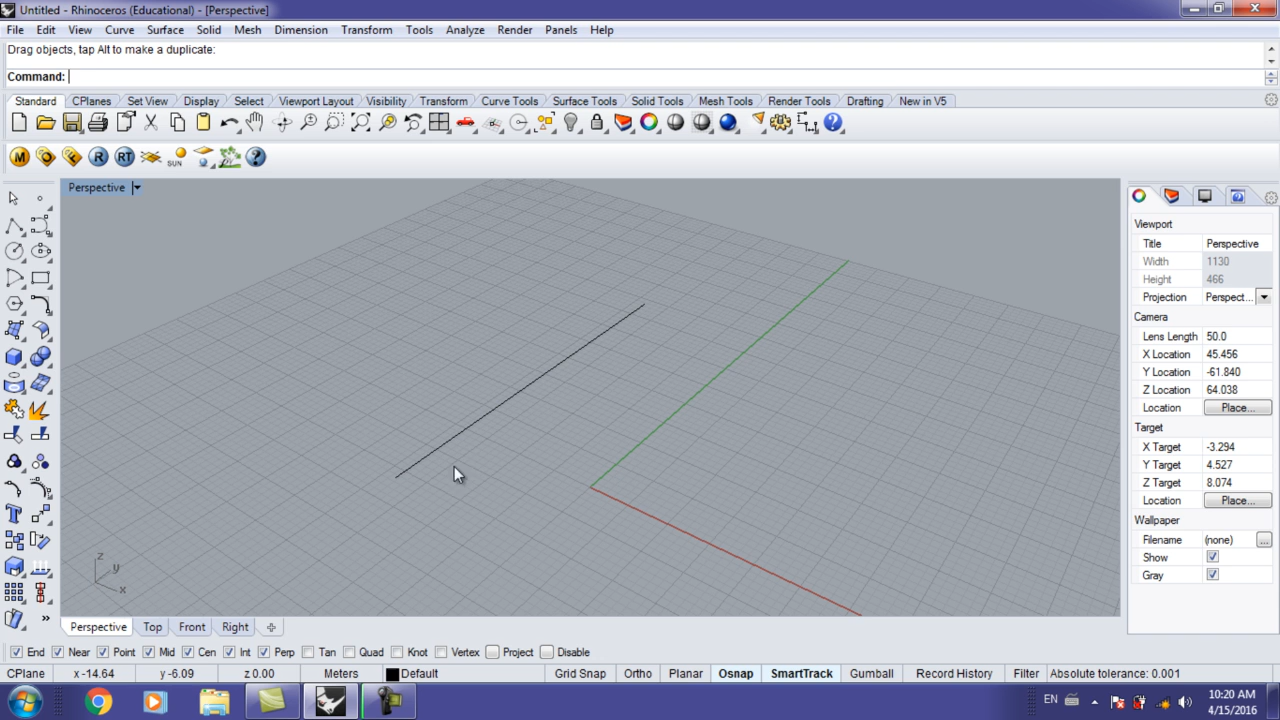 Untitled - Rhinoceros (Educational) - [Perspective]
File Edit View Curve Surface Solid Mesh Dimension Transform Tools Analyze Render Panels Help
Drag objects, tap Alt to make a duplicate:
Command:
Standard CPlanes Set View Display Select Viewport Layout Visibility Transform Curve Tools Surface Tools Solid Tools Mesh Tools Render Tools Drafting New in V5
M R RT SUN
Perspective
Viewport
Title Perspective
Width 1130
Height 466
Projection Perspect...
Camera
Lens Length 50.0
X Location 45.456
Y Location -61.840
Z Location 64.038
Location Place...
Target
X Target -3.294
Y Target 4.527
Z Target 8.074
Location Place...
Wallpaper
Filename (none) ...
Show
Gray
z
y
x
Perspective Top Front Right
End Near Point Mid Cen Int Perp Tan Quad Knot Vertex Project Disable
CPlane x -14.64 y -6.09 z 0.00 Meters Default Grid Snap Ortho Planar Osnap SmartTrack Gumball Record History Filter Absolute tolerance: 0.001
EN 10:20 AM
4/15/2016